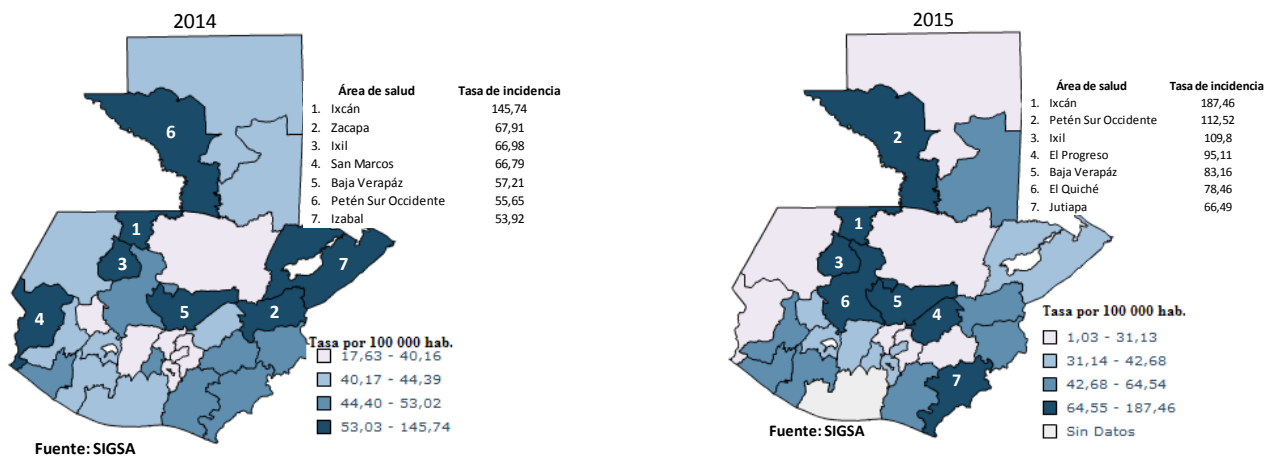 2014
Área de salud Tasa de incidencia
1. Ixcán 145,74
2. Zacapa 67,91
3. Ixil 66,98
4. San Marcos 66,79
5. Baja Verapáz 57,21
6. Petén Sur Occidente 55,65
7. Izabal 53,92
6
1
3
7
5
2
4
Tasa por 100 000 hab.
17,63 - 40,16
40,17 - 44,39
44,40 - 53,02
53,03 - 145,74
Fuente: SIGSA
2015
Área de salud Tasa de incidencia
1. Ixcán 187,46
2. Petén Sur Occidente 112,52
3. Ixil 109,8
4. El Progreso 95,11
5. Baja Verapáz 83,16
6. El Quiché 78,46
7. Jutiapa 66,49
2
1
3
6
5
4
7
Tasa por 100 000 hab.
1,03 - 31,13
31,14 - 42,68
42,68 - 64,54
64,55 - 187,46
Sin Datos
Fuente: SIGSA